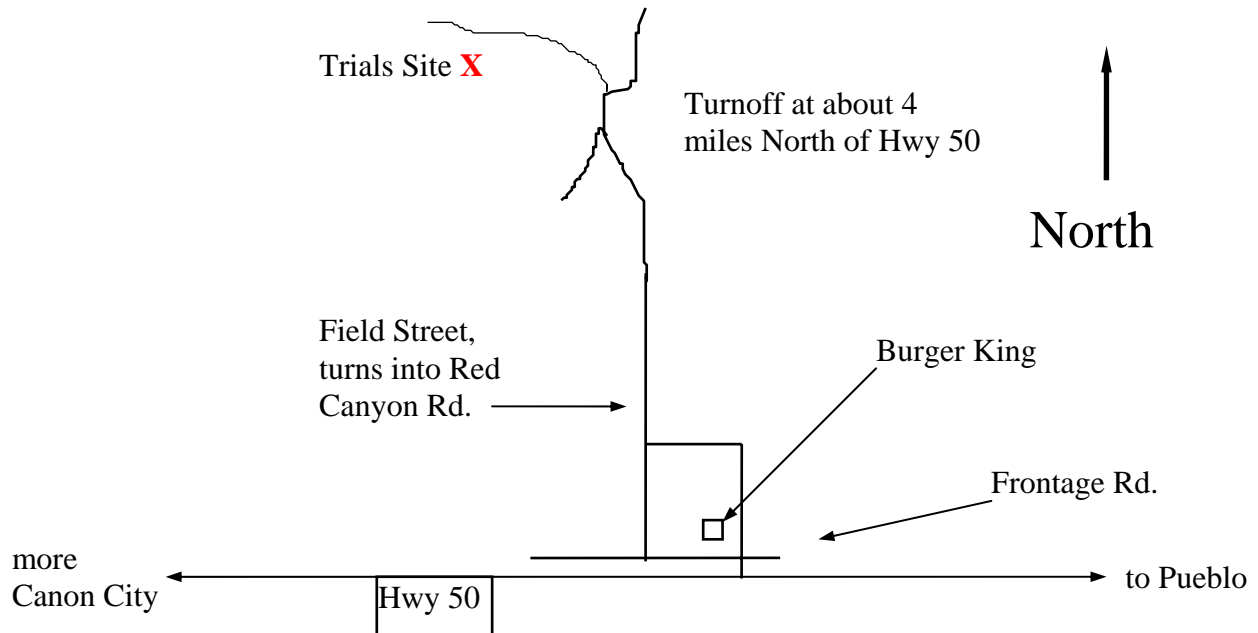 Trials Site X
Turnoff at about 4
miles North of Hwy 50
North
Field Street,
turns into Red
Canyon Rd.
Burger King
Frontage Rd.
more
Canon City
Hwy 50
to Pueblo